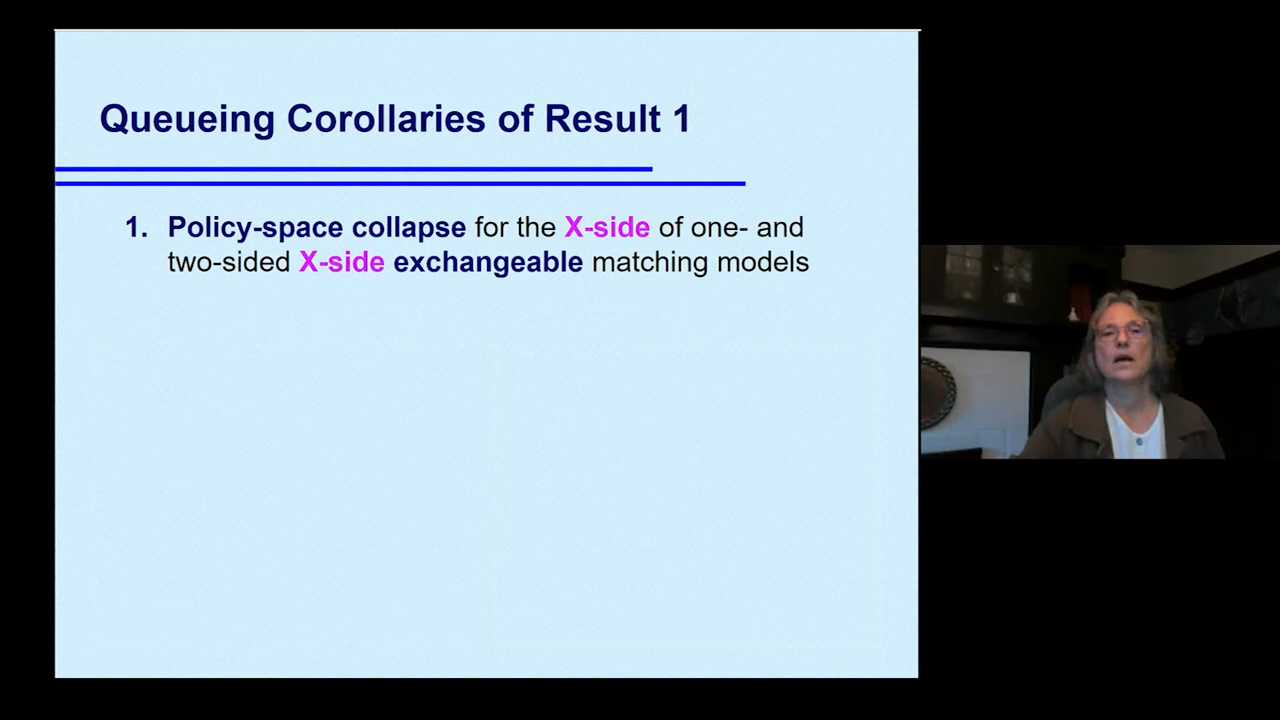 Queueing Corollaries of Result 1
1. Policy-space collapse for the X-side of one- and
two-sided X-side exchangeable matching models